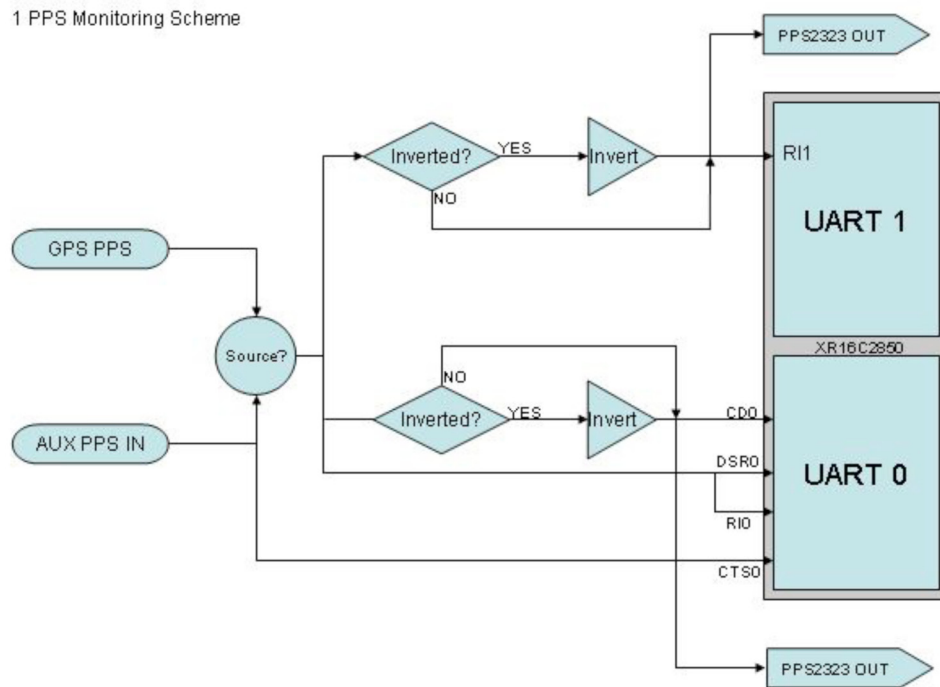 1 PPS Monitoring Scheme
PPS2323 OUT
Inverted?
YES
Invert
RI1
NO
UART 1
GPS PPS
Source?
XR16C2850
NO
Inverted?
YES
Invert
CD0
AUX PPS IN
DSR0
UART 0
RI0
CTS0
PPS2323 OUT